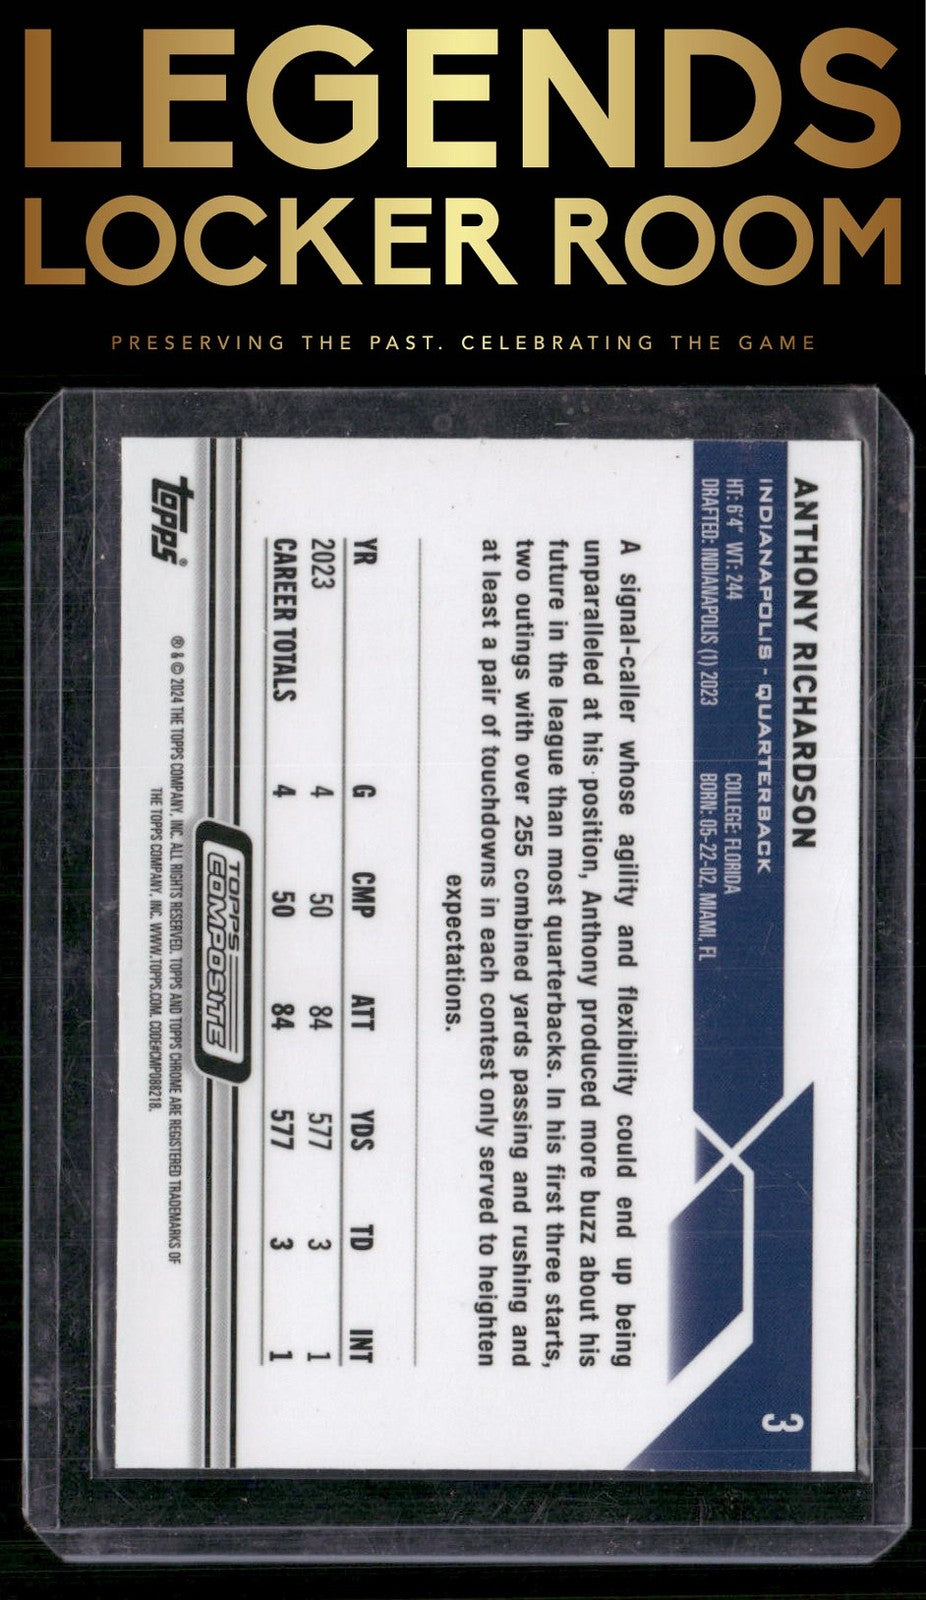 LEGENDS
LOCKER ROOM
PRESERVING THE PAST. CELEBRATING THE GAME
ANTHONY RICHARDSON
3
INDIANAPOLIS - QUARTERBACK
HT: 6'4" WT: 244
COLLEGE: FLORIDA
DRAFTED: INDIANAPOLIS (1) 2023
BORN: 05-22-02, MIAMI, FL
A signal-caller whose agility and flexibility could end up being
unparalleled at his position, Anthony produced more buzz about his
future in the league than most quarterbacks. In his first three starts,
two outings with over 255 combined yards passing and rushing and
at least a pair of touchdowns in each contest only served to heighten
expectations.
YR G CMP ATT YDS TD INT
2023 4 50 84 577 3 1
CAREER TOTALS 4 50 84 577 3 1
TOPPS
COMPOSITE
topps®
® & © 2024 THE TOPPS COMPANY, INC. ALL RIGHTS RESERVED. TOPPS AND TOPPS CHROME ARE REGISTERED TRADEMARKS OF
THE TOPPS COMPANY, INC. WWW.TOPPS.COM. CODE#CMP088218.